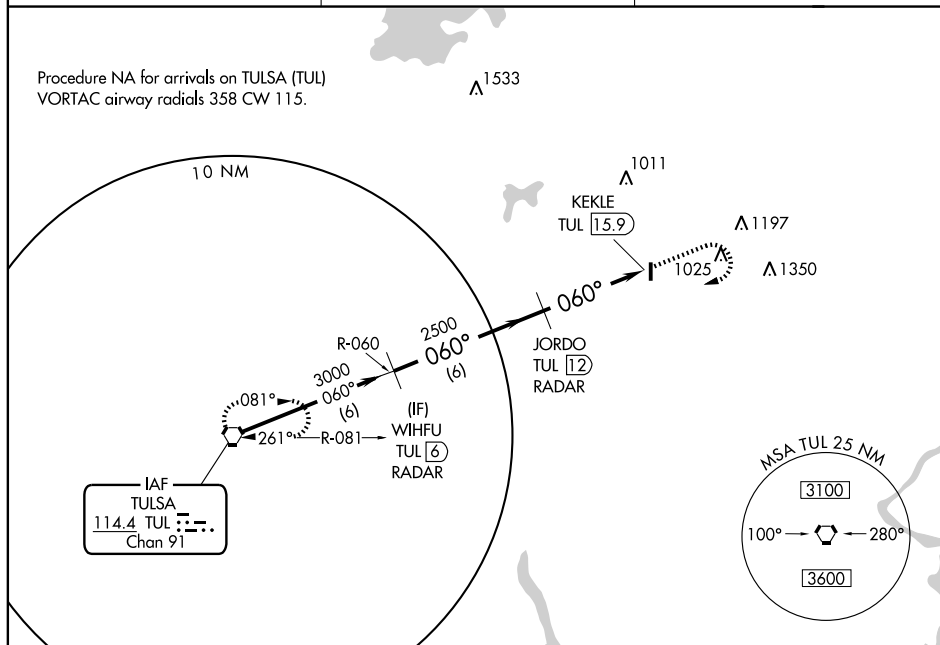 Procedure NA for arrivals on TULSA (TUL)
VORTAC airway radials 358 CW 115.
1533
10 NM
1011
KEKLE
TUL 15.9
1197
1025
1350
060°
JORDO
TUL 12
RADAR
2500
060°
(6)
R-060
3000
060°
(6)
(IF)
WIHFU
TUL 6
RADAR
081°
261°
R-081
IAF
TULSA
114.4 TUL
Chan 91
MSA TUL 25 NM
3100
100°
280°
3600